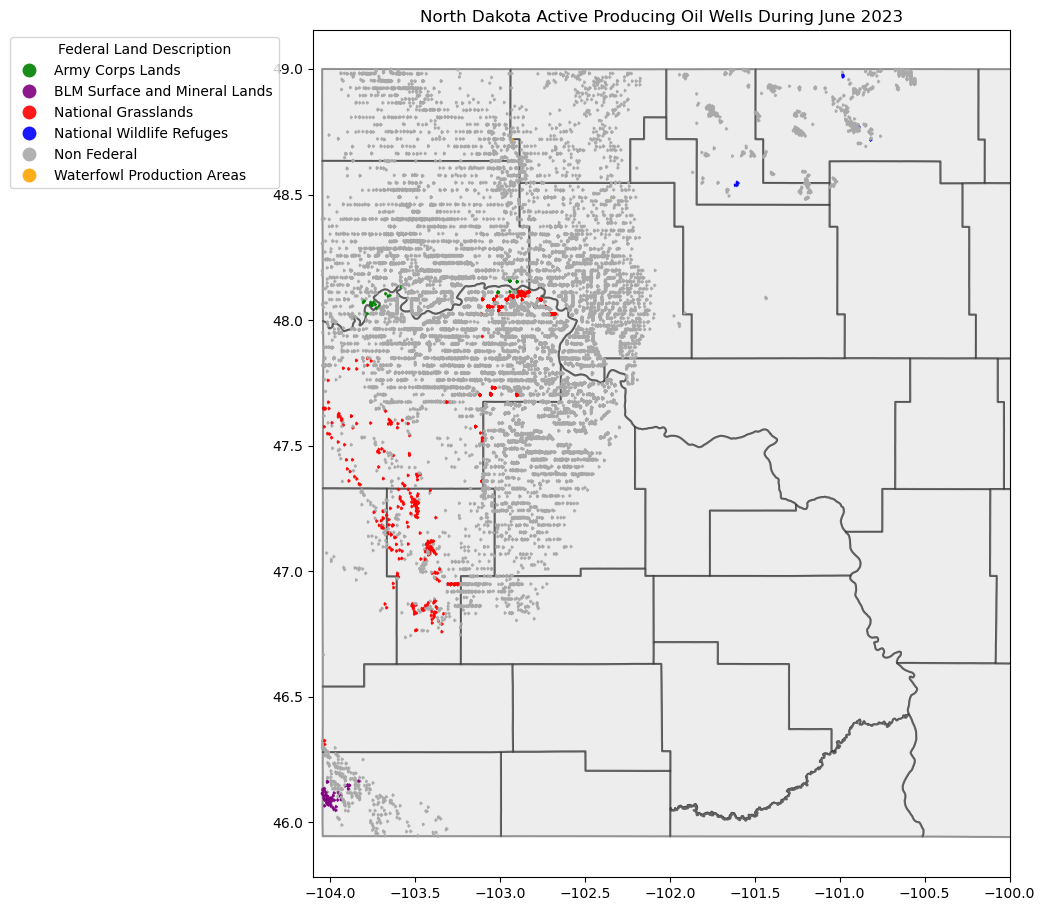 North Dakota Active Producing Oil Wells During June 2023
Federal Land Description
Army Corps Lands
BLM Surface and Mineral Lands
National Grasslands
National Wildlife Refuges
Non Federal
Waterfowl Production Areas
49.0
48.5
48.0
47.5
47.0
46.5
46.0
−104.0 −103.5 −103.0 −102.5 −102.0 −101.5 −101.0 −100.5 −100.0